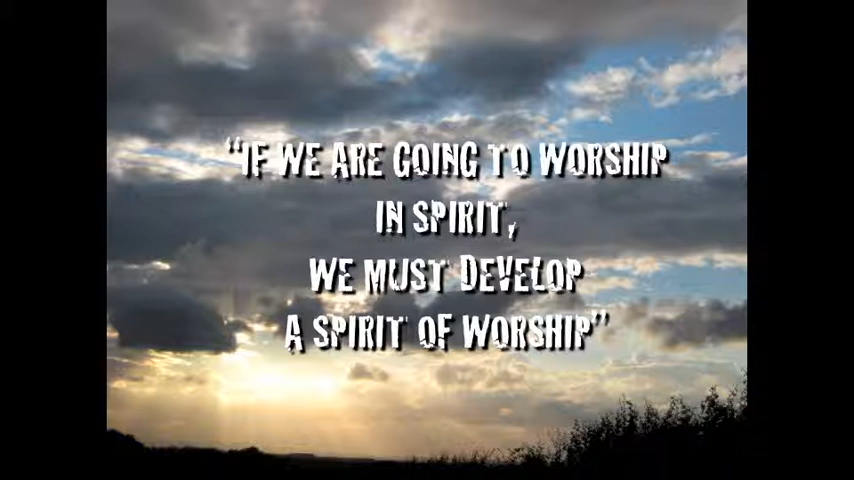 “IF WE ARE GOING TO WORSHIP
IN SPIRIT,
WE MUST DEVELOP
A SPIRIT OF WORSHIP”